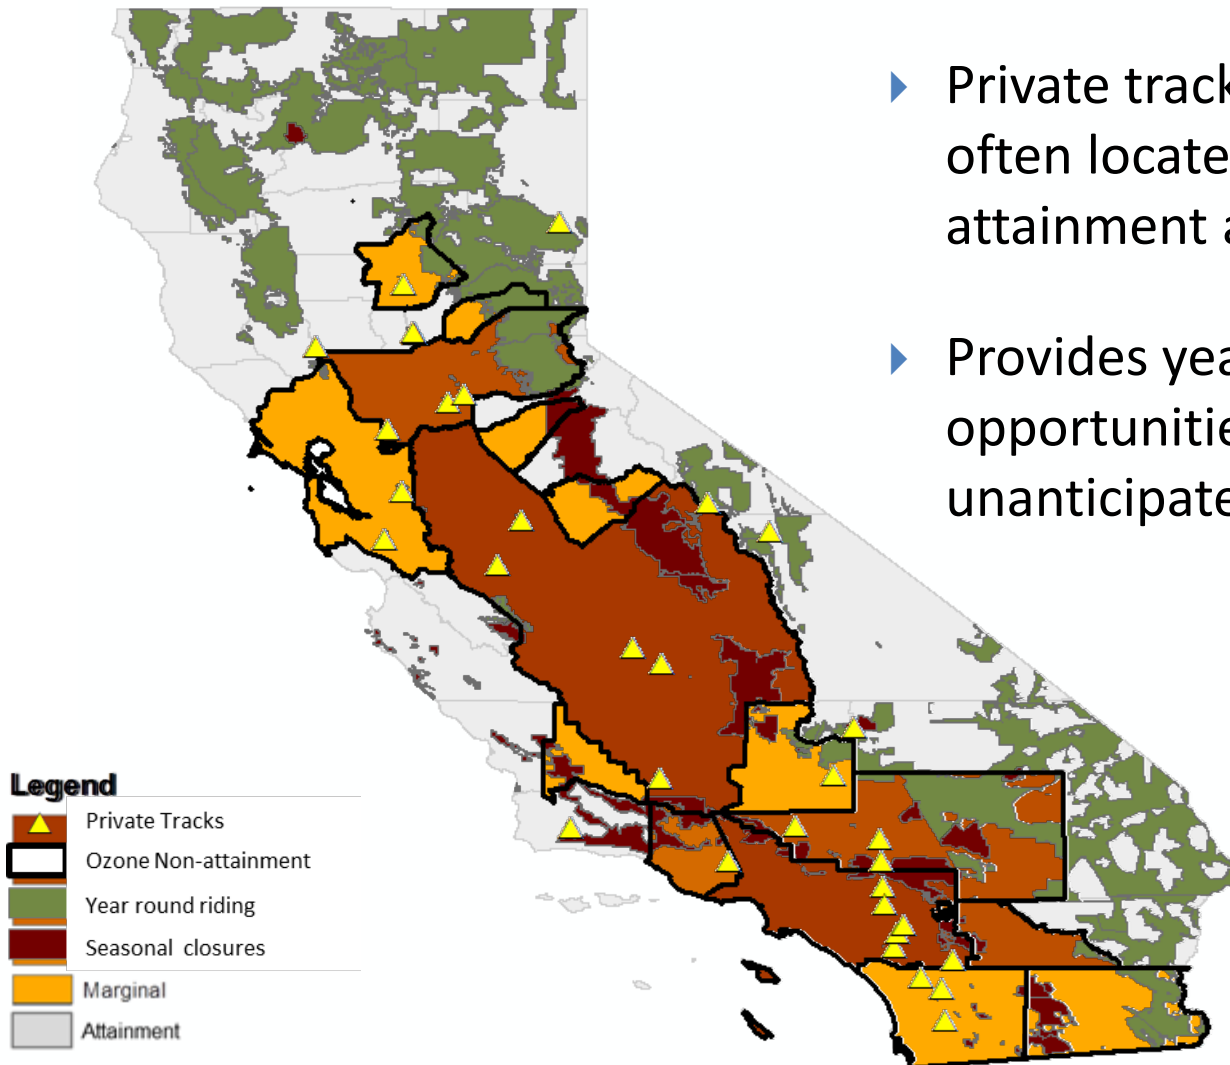 Private track
often locate
attainment a
Provides yea
opportunitie
unanticipate
Legend
Private Tracks
Ozone Non-attainment
Year round riding
Seasonal closures
Marginal
Attainment